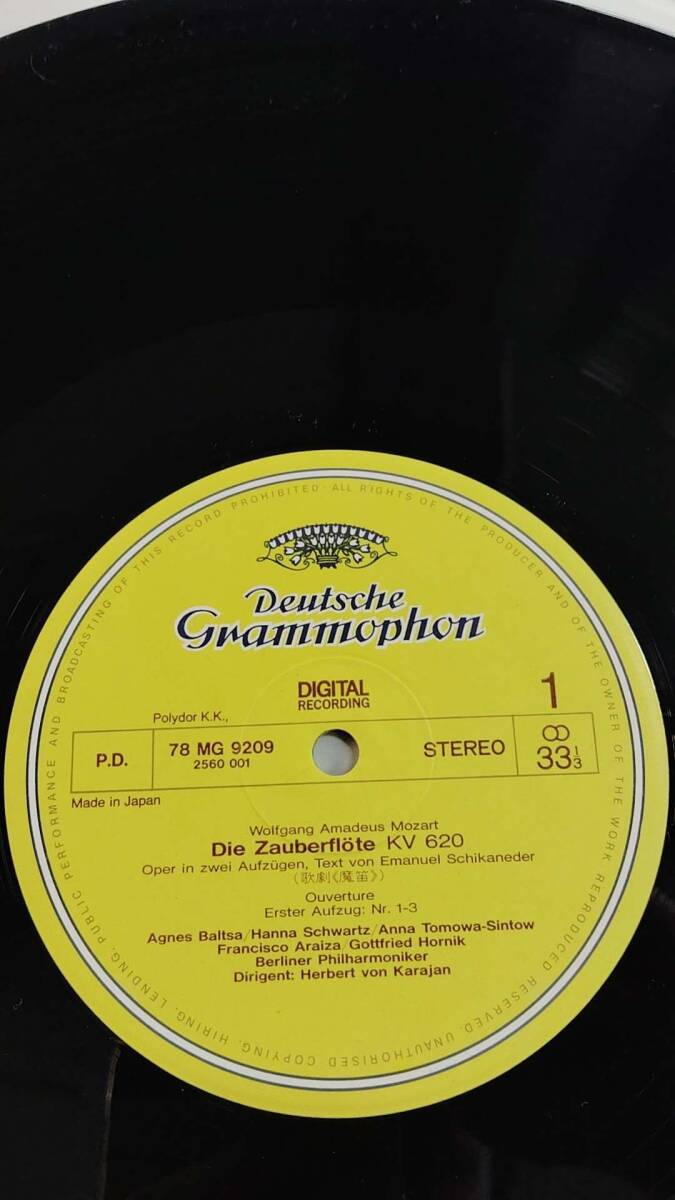 PUBLIC PERFORMANCE AND BROADCASTING OF THIS RECORD PROHIBITED · ALL RIGHTS OF THE PRODUCER AND OF THE OWNER OF THE WORK REPRODUCED RESERVED. UNAUTHORISED COPYING, HIRING, LENDING,
Deutsche
Grammophon
DIGITAL
RECORDING
1
Polydor K.K.,
P.D.
78 MG 9209
2560 001
STEREO
33 1/3
Made in Japan
Wolfgang Amadeus Mozart
Die Zauberflöte KV 620
Oper in zwei Aufzügen, Text von Emanuel Schikaneder
(歌劇《魔笛》)
Ouverture
Erster Aufzug: Nr. 1-3
Agnes Baltsa/Hanna Schwartz/Anna Tomowa-Sintow
Francisco Araiza/Gottfried Hornik
Berliner Philharmoniker
Dirigent: Herbert von Karajan